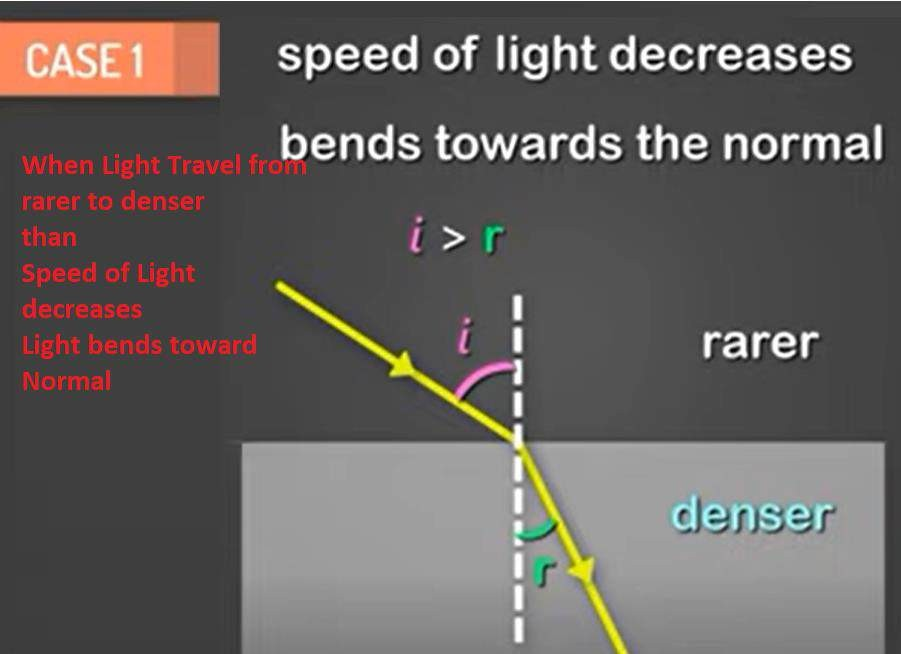 CASE 1
speed of light decreases
bends towards the normal
When Light Travel from
rarer to denser
than
Speed of Light
decreases
Light bends toward
Normal
i > r
i
rarer
denser
r